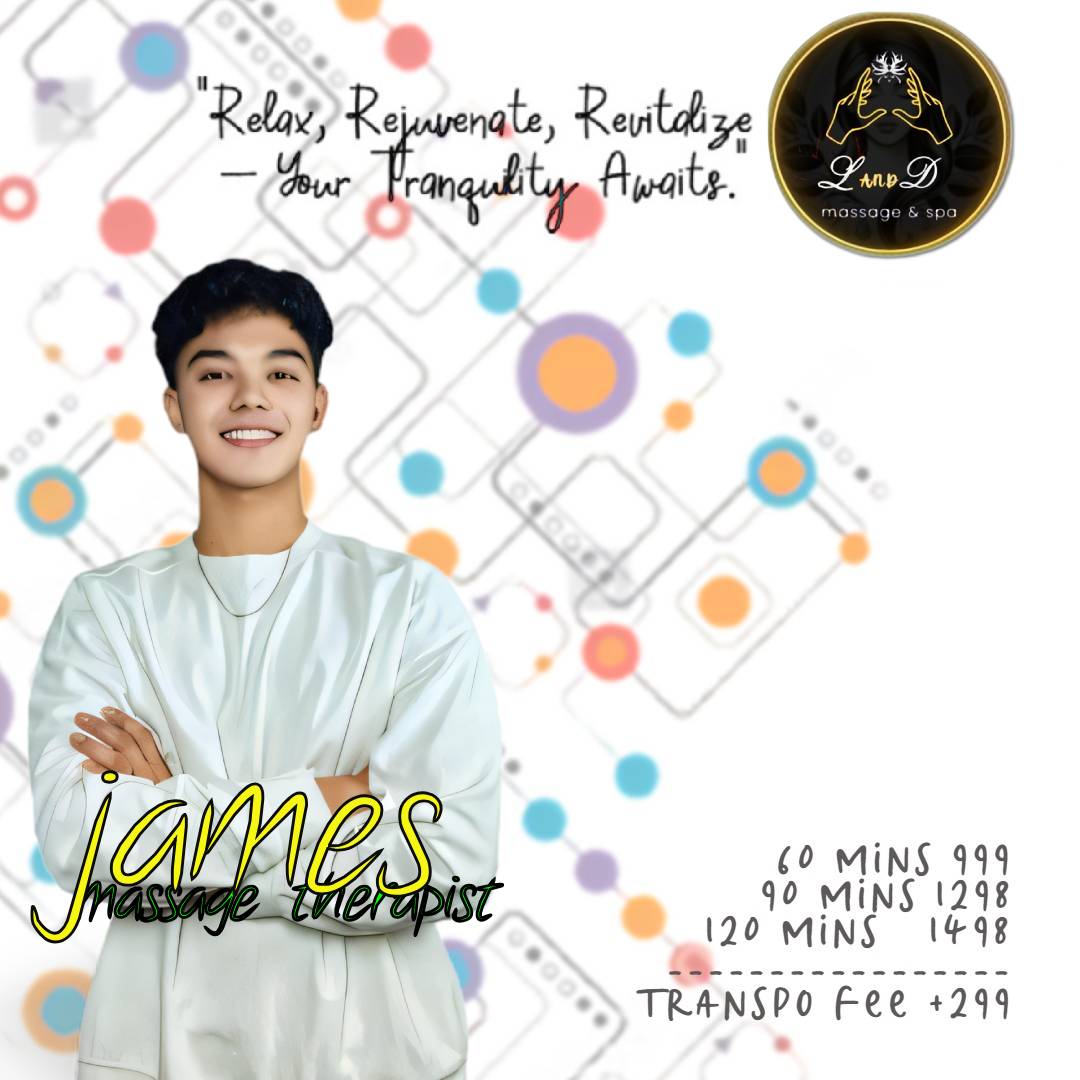 "Relax, Rejuvenate, Revitalize
— Your Tranquility Awaits."
L AND D
massage & spa
james
massage therapist
60 MiNS 999
90 MiNS 1298
120 MiNS 1498
-----------------
TRANSPO Fee +299